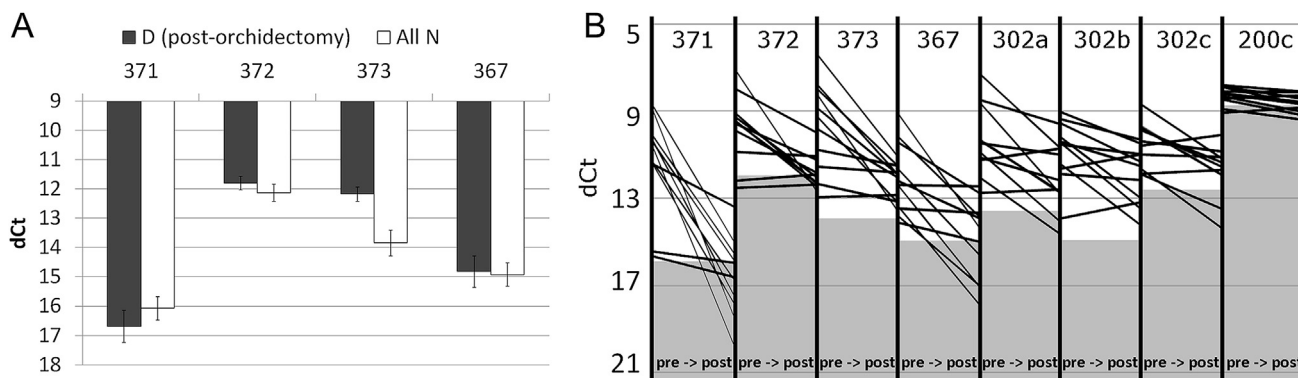 A
D (post-orchidectomy) All N
371 372 373 367
9
10
11
12
13
14
15
16
17
18
dCt
B
371 372 373 367 302a 302b 302c 200c
5
9
13
17
21
dCt
pre -> post pre -> post pre -> post pre -> post pre -> post pre -> post pre -> post pre -> post